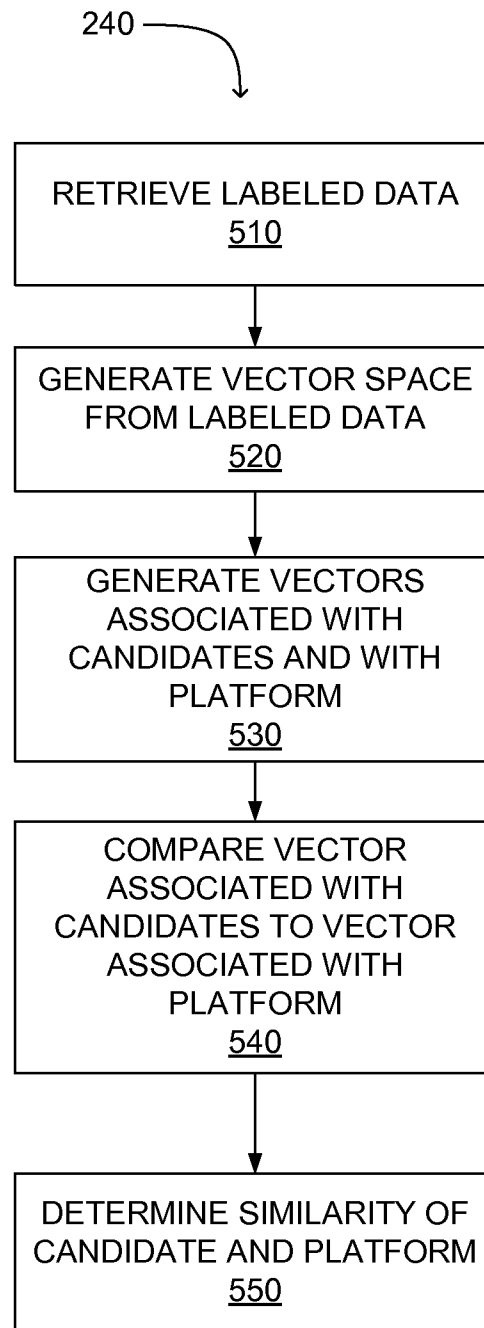 240
RETRIEVE LABELED DATA
510
GENERATE VECTOR SPACE
FROM LABELED DATA
520
GENERATE VECTORS
ASSOCIATED WITH
CANDIDATES AND WITH
PLATFORM
530
COMPARE VECTOR
ASSOCIATED WITH
CANDIDATES TO VECTOR
ASSOCIATED WITH
PLATFORM
540
DETERMINE SIMILARITY OF
CANDIDATE AND PLATFORM
550